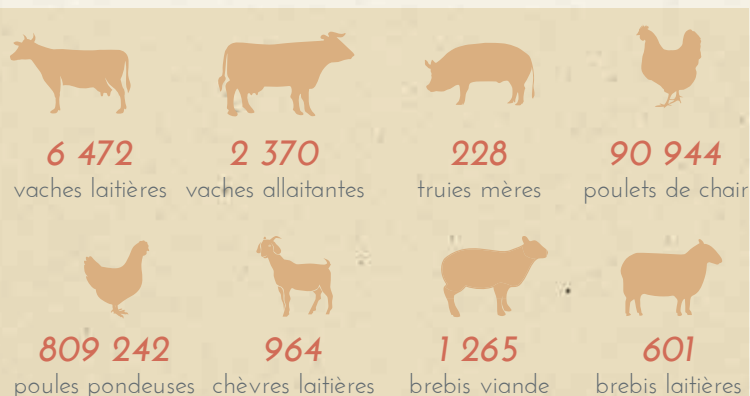 6 472 2 370 228 90 944
vaches laitières vaches allaitantes truies mères poulets de chair
809 242 964 1 265 601
poules pondeuses chèvres laitières brebis viande brebis laitières